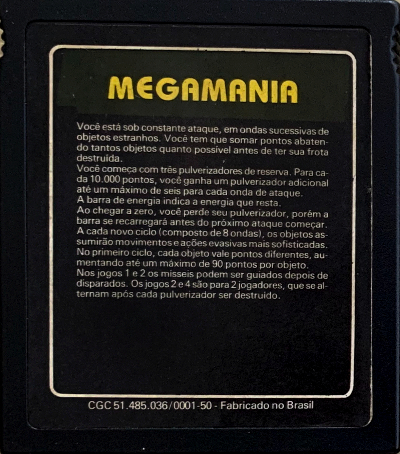 MEGAMANIA
Você está sob constante ataque, em ondas sucessivas de
objetos estranhos. Você tem que somar pontos abaten-
do tantos objetos quanto possível antes de ter sua frota
destruída.
Você começa com três pulverizadores de reserva. Para ca-
da 10.000 pontos, você ganha um pulverizador adicional
até um máximo de seis para cada onda de ataque.
A barra de energia indica a energia que resta.
Ao chegar a zero, você perde seu pulverizador, porém a
barra se recarregará antes do próximo ataque começar.
A cada novo ciclo (composto de 8 ondas), os objetos as-
sumirão movimentos e ações evasivas mais sofisticadas.
No primeiro ciclo, cada objeto vale pontos diferentes, au-
mentando até um máximo de 90 pontos por objeto.
Nos jogos 1 e 2 os misseis podem ser guiados depois de
disparados. Os jogos 2 e 4 são para 2 jogadores, que se al-
ternam após cada pulverizador ser destruído.
CGC 51.485.036/0001-50 - Fabricado no Brasil